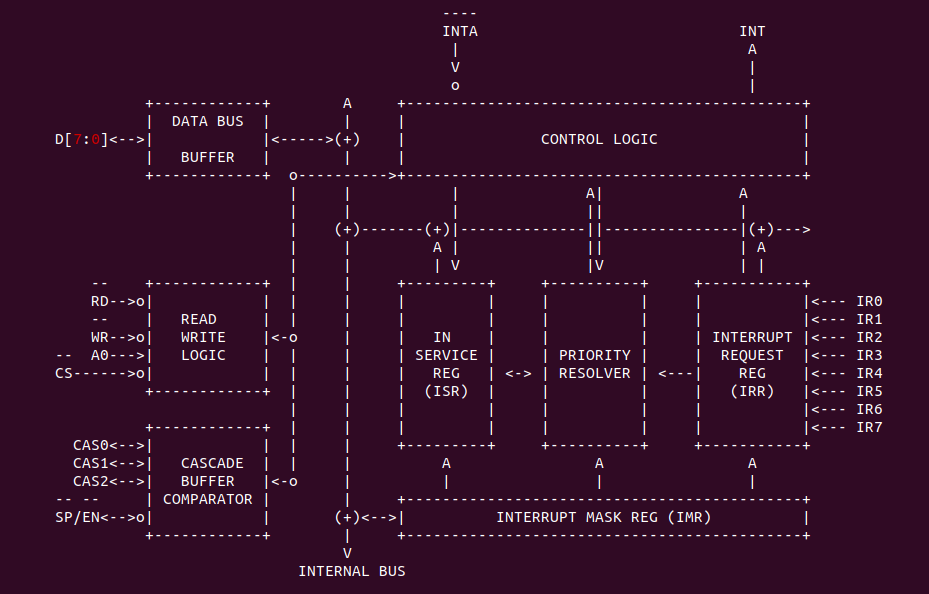 ----
                                           INTA                             INT
                                            |                                A
                                            V                                |
                                            o                                |
          +------------+        A     +--------------------------------------------+
          |  DATA BUS  |        |     |                                            |
D[7:0]<-->|            |<----->(+)    |               CONTROL LOGIC                |
          |   BUFFER   |        |     |                                            |
          +------------+  o---------->+--------------------------------------------+
                          |     |           |              A|               A
                          |     |           |              ||               |
                          |    (+)-------(+)|--------------||---------------|(+)--->
                          |     |         A |              ||               | A
                          |     |         | V              |V               | |
    --    +------------+  |     |     +---------+     +----------+     +-----------+
    RD-->o|            |  |     |     |         |     |          |     |           |<--- IR0
    --    |   READ     |  |     |     |         |     |          |     |           |<--- IR1
    WR-->o|   WRITE    |<-o     |     |   IN    |     |          |     | INTERRUPT |<--- IR2
--  A0--->|   LOGIC    |  |     |     | SERVICE |     | PRIORITY |     |  REQUEST  |<--- IR3
CS------>o|            |  |     |     |   REG   | <-> | RESOLVER | <---|    REG    |<--- IR4
          +------------+  |     |     |  (ISR)  |     |          |     |   (IRR)   |<--- IR5
                          |     |     |         |     |          |     |           |<--- IR6
          +------------+  |     |     |         |     |          |     |           |<--- IR7
  CAS0<-->|            |  |     |     +---------+     +----------+     +-----------+
  CAS1<-->|   CASCADE  |  |     |          A                A                A
  CAS2<-->|   BUFFER   |<-o     |          |                |                |
-- --     | COMPARATOR |        |     +--------------------------------------------+
SP/EN<-->o|            |       (+)<-->|          INTERRUPT MASK REG (IMR)          |
          +------------+        |     +--------------------------------------------+
                                V
                           INTERNAL BUS